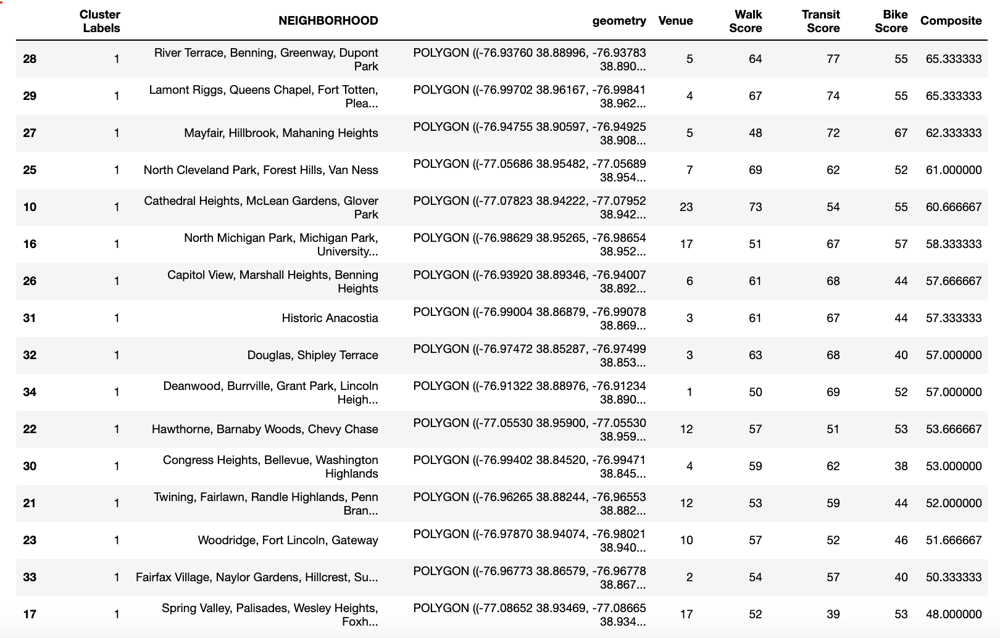 Cluster Labels NEIGHBORHOOD geometry Venue Walk Score Transit Score Bike Score Composite
28 1 River Terrace, Benning, Greenway, Dupont Park POLYGON ((-76.93760 38.88996, -76.93783 38.890... 5 64 77 55 65.333333
29 1 Lamont Riggs, Queens Chapel, Fort Totten, Plea... POLYGON ((-76.99702 38.96167, -76.99841 38.962... 4 67 74 55 65.333333
27 1 Mayfair, Hillbrook, Mahaning Heights POLYGON ((-76.94755 38.90597, -76.94925 38.908... 5 48 72 67 62.333333
25 1 North Cleveland Park, Forest Hills, Van Ness POLYGON ((-77.05686 38.95482, -77.05689 38.954... 7 69 62 52 61.000000
10 1 Cathedral Heights, McLean Gardens, Glover Park POLYGON ((-77.07823 38.94222, -77.07952 38.942... 23 73 54 55 60.666667
16 1 North Michigan Park, Michigan Park, University... POLYGON ((-76.98629 38.95265, -76.98654 38.952... 17 51 67 57 58.333333
26 1 Capitol View, Marshall Heights, Benning Heights POLYGON ((-76.93920 38.89346, -76.94007 38.892... 6 61 68 44 57.666667
31 1 Historic Anacostia POLYGON ((-76.99004 38.86879, -76.99078 38.869... 3 61 67 44 57.333333
32 1 Douglas, Shipley Terrace POLYGON ((-76.97472 38.85287, -76.97499 38.853... 3 63 68 40 57.000000
34 1 Deanwood, Burrville, Grant Park, Lincoln Heigh... POLYGON ((-76.91322 38.88976, -76.91234 38.890... 1 50 69 52 57.000000
22 1 Hawthorne, Barnaby Woods, Chevy Chase POLYGON ((-77.05530 38.95900, -77.05530 38.959... 12 57 51 53 53.666667
30 1 Congress Heights, Bellevue, Washington Highlands POLYGON ((-76.99402 38.84520, -76.99471 38.845... 4 59 62 38 53.000000
21 1 Twining, Fairlawn, Randle Highlands, Penn Bran... POLYGON ((-76.96265 38.88244, -76.96553 38.882... 12 53 59 44 52.000000
23 1 Woodridge, Fort Lincoln, Gateway POLYGON ((-76.97870 38.94074, -76.98021 38.940... 10 57 52 46 51.666667
33 1 Fairfax Village, Naylor Gardens, Hillcrest, Su... POLYGON ((-76.96773 38.86579, -76.96778 38.867... 2 54 57 40 50.333333
17 1 Spring Valley, Palisades, Wesley Heights, Foxh... POLYGON ((-77.08652 38.93469, -77.08665 38.934... 17 52 39 53 48.000000